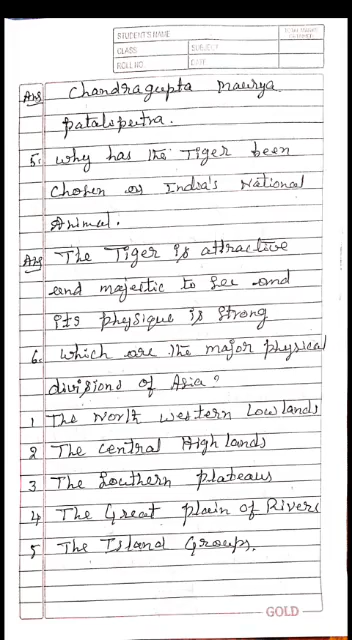 STUDENT'S NAME
TOTAL MARKS
CLASS
SUBJECT
ROLL NO.
DATE
Ans Chandragupta Maurya
Pataliputra.
5. Why has the Tiger been
Chosen as India's National
Animal.
Ans The Tiger is attractive
and majestic to See and
its physique is Strong
6. Which are the major physical
divisions of Asia?
1 The North Western Low lands
2 The Central High lands
3 The Southern plateaus
4 The Great plain of Rivers
5 The Island Groups.
GOLD